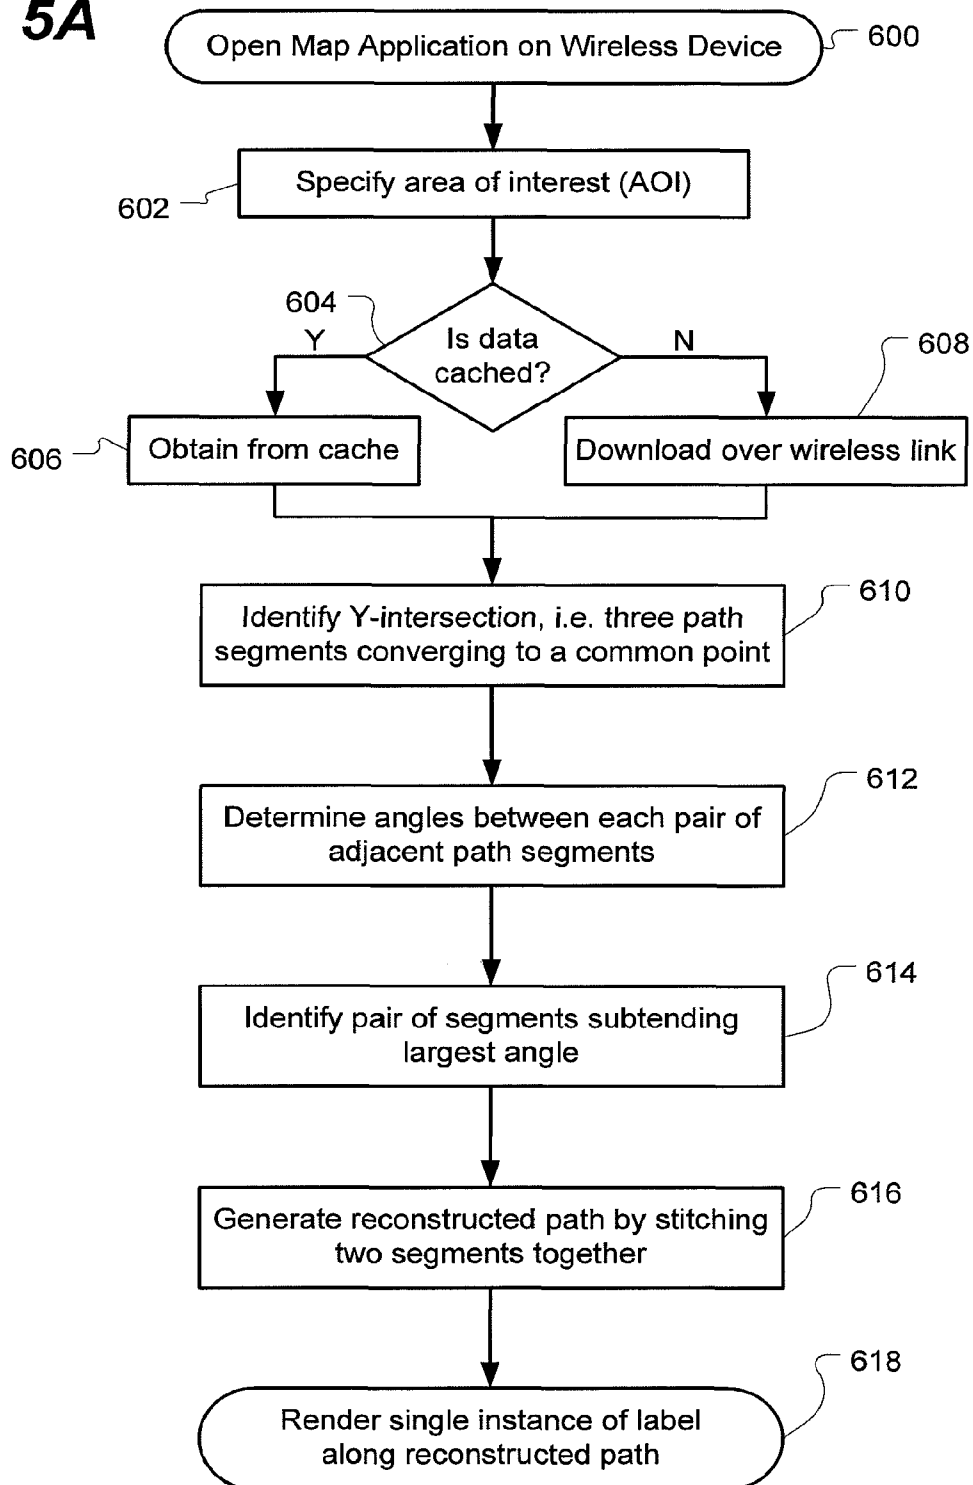 5A
Open Map Application on Wireless Device
600
Specify area of interest (AOI)
602
604
Y
Is data
cached?
N
608
606
Obtain from cache
Download over wireless link
610
Identify Y-intersection, i.e. three path
segments converging to a common point
612
Determine angles between each pair of
adjacent path segments
614
Identify pair of segments subtending
largest angle
616
Generate reconstructed path by stitching
two segments together
618
Render single instance of label
along reconstructed path